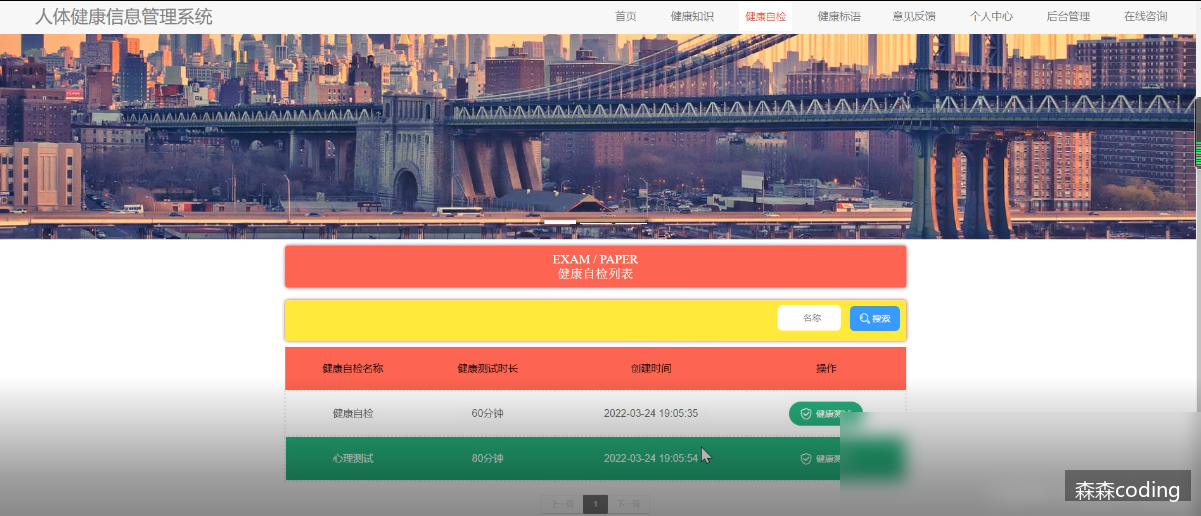 人体健康信息管理系统 首页 健康知识 健康自检 健康标语 意见反馈 个人中心 后台管理 在线咨询
EXAM / PAPER
健康自检列表
名称 搜索
健康自检名称 健康测试时长 创建时间 操作
健康自检 60分钟 2022-03-24 19:05:35 健康测
心理测试 80分钟 2022-03-24 19:05:54 健康测
上一页 1 下一页
森森coding